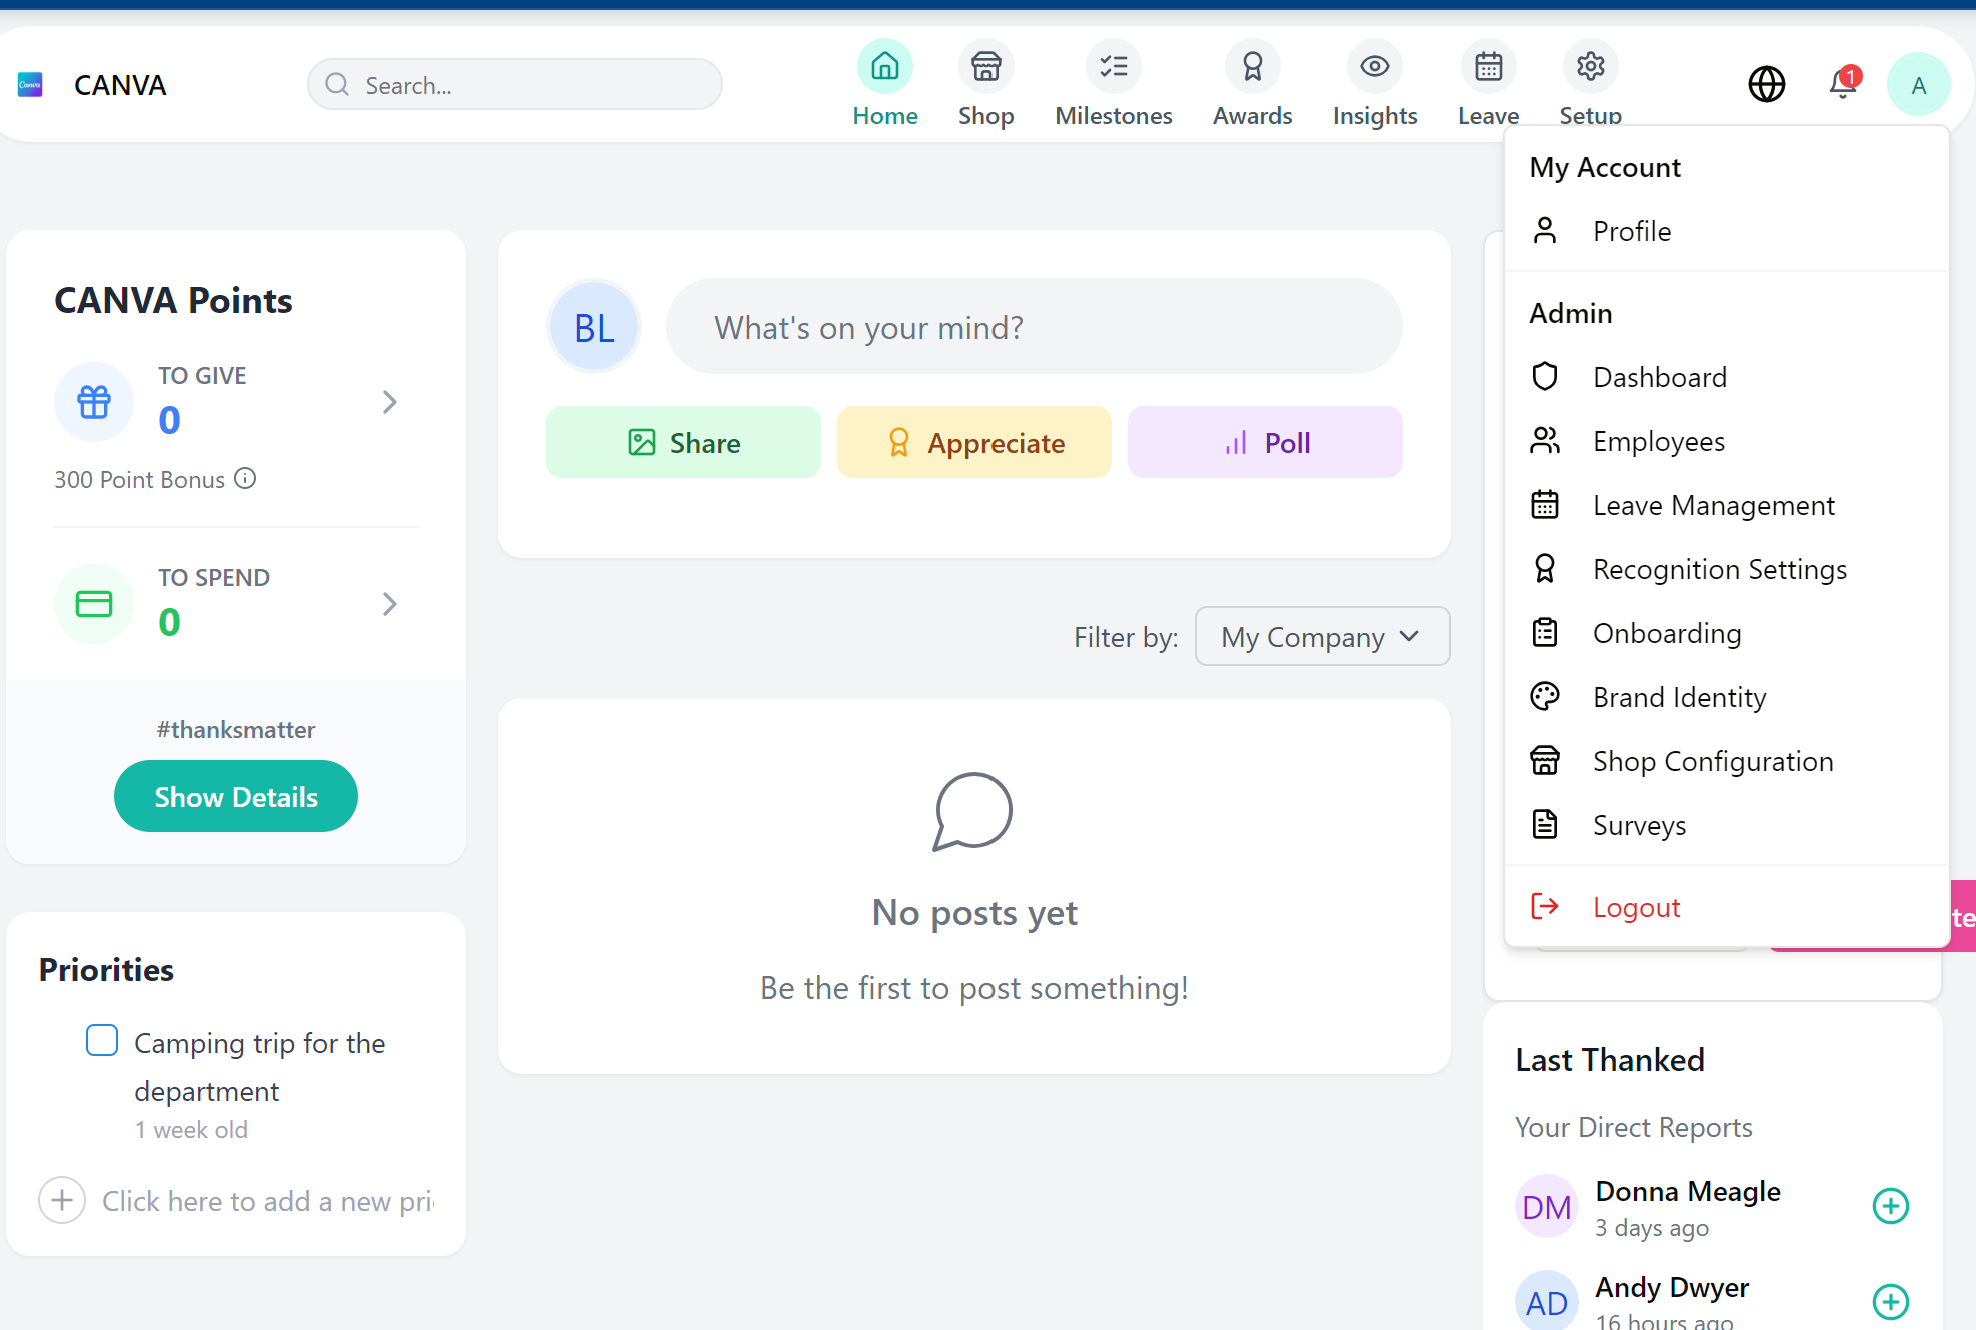 CANVA
Search...
Home
Shop
Milestones
Awards
Insights
Leave
Setup
1
A
My Account
Profile
Admin
Dashboard
Employees
Leave Management
Recognition Settings
Onboarding
Brand Identity
Shop Configuration
Surveys
Logout
CANVA Points
TO GIVE
0
300 Point Bonus
TO SPEND
0
#thanksmatter
Show Details
Priorities
Camping trip for the
department
1 week old
Click here to add a new pri
BL
What's on your mind?
Share
Appreciate
Poll
Filter by:
My Company
No posts yet
Be the first to post something!
te
Last Thanked
Your Direct Reports
DM
Donna Meagle
3 days ago
AD
Andy Dwyer
16 hours ago